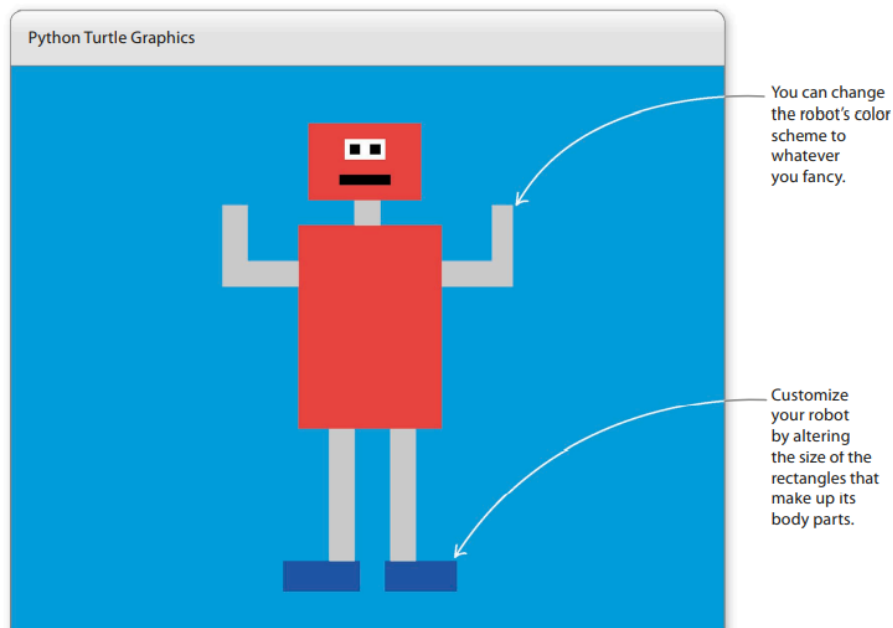 Python Turtle Graphics
You can change
the robot's color
scheme to
whatever
you fancy.
Customize
your robot
by altering
the size of the
rectangles that
make up its
body parts.